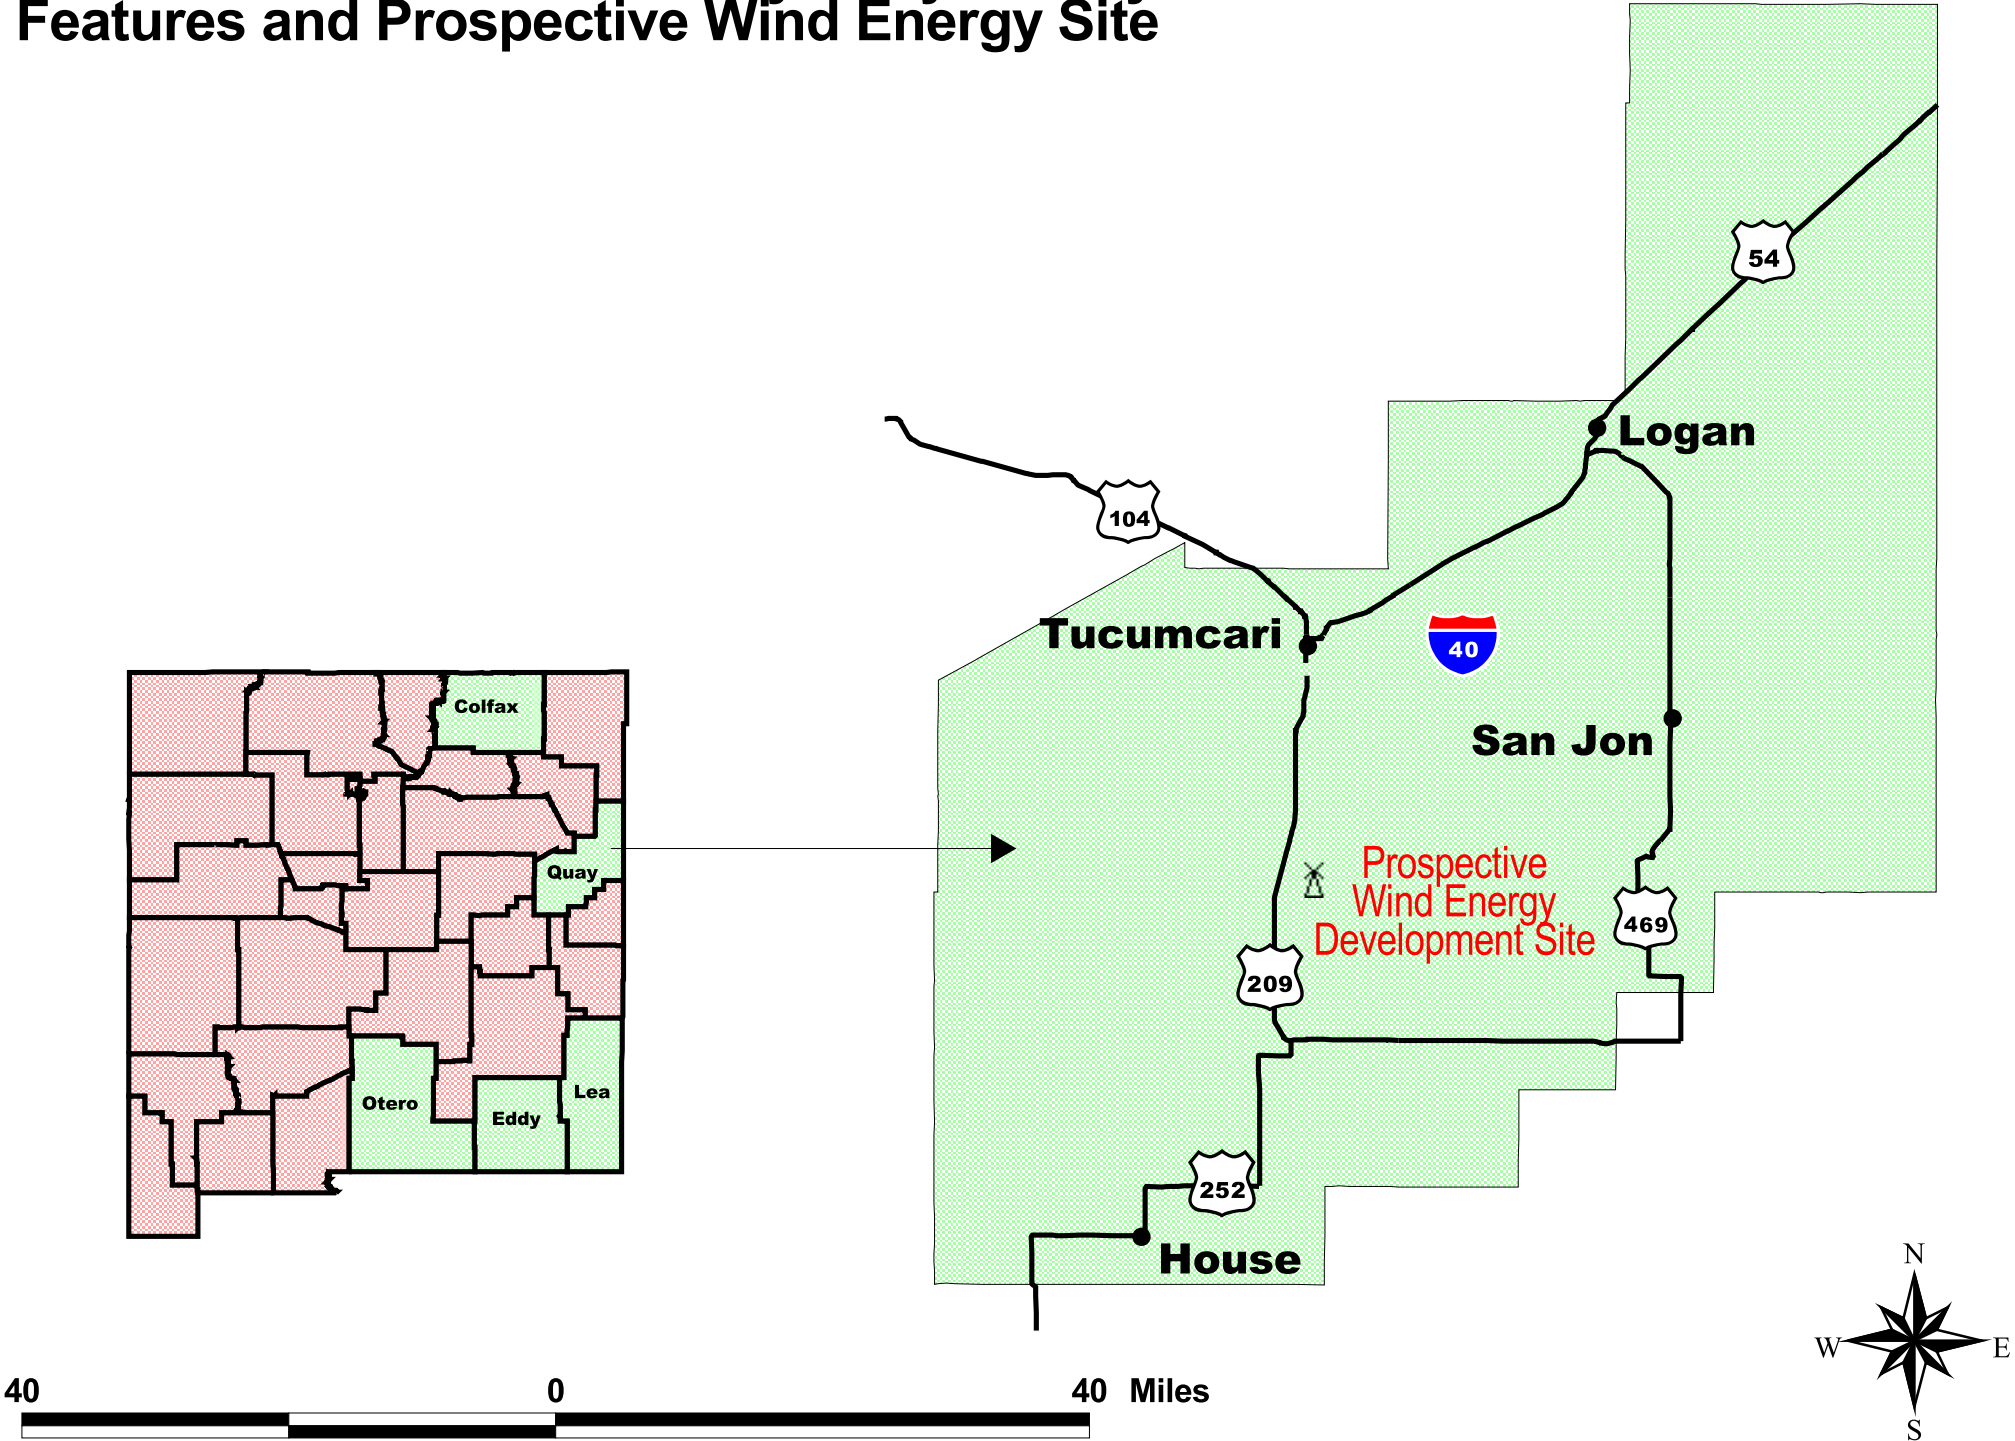 Features and Prospective Wind Energy Site
54
Logan
104
Tucumcari
40
San Jon
Colfax
Quay
Prospective
Wind Energy
Development Site
469
209
Otero
Eddy
Lea
252
House
N
W
E
S
40 0 40 Miles